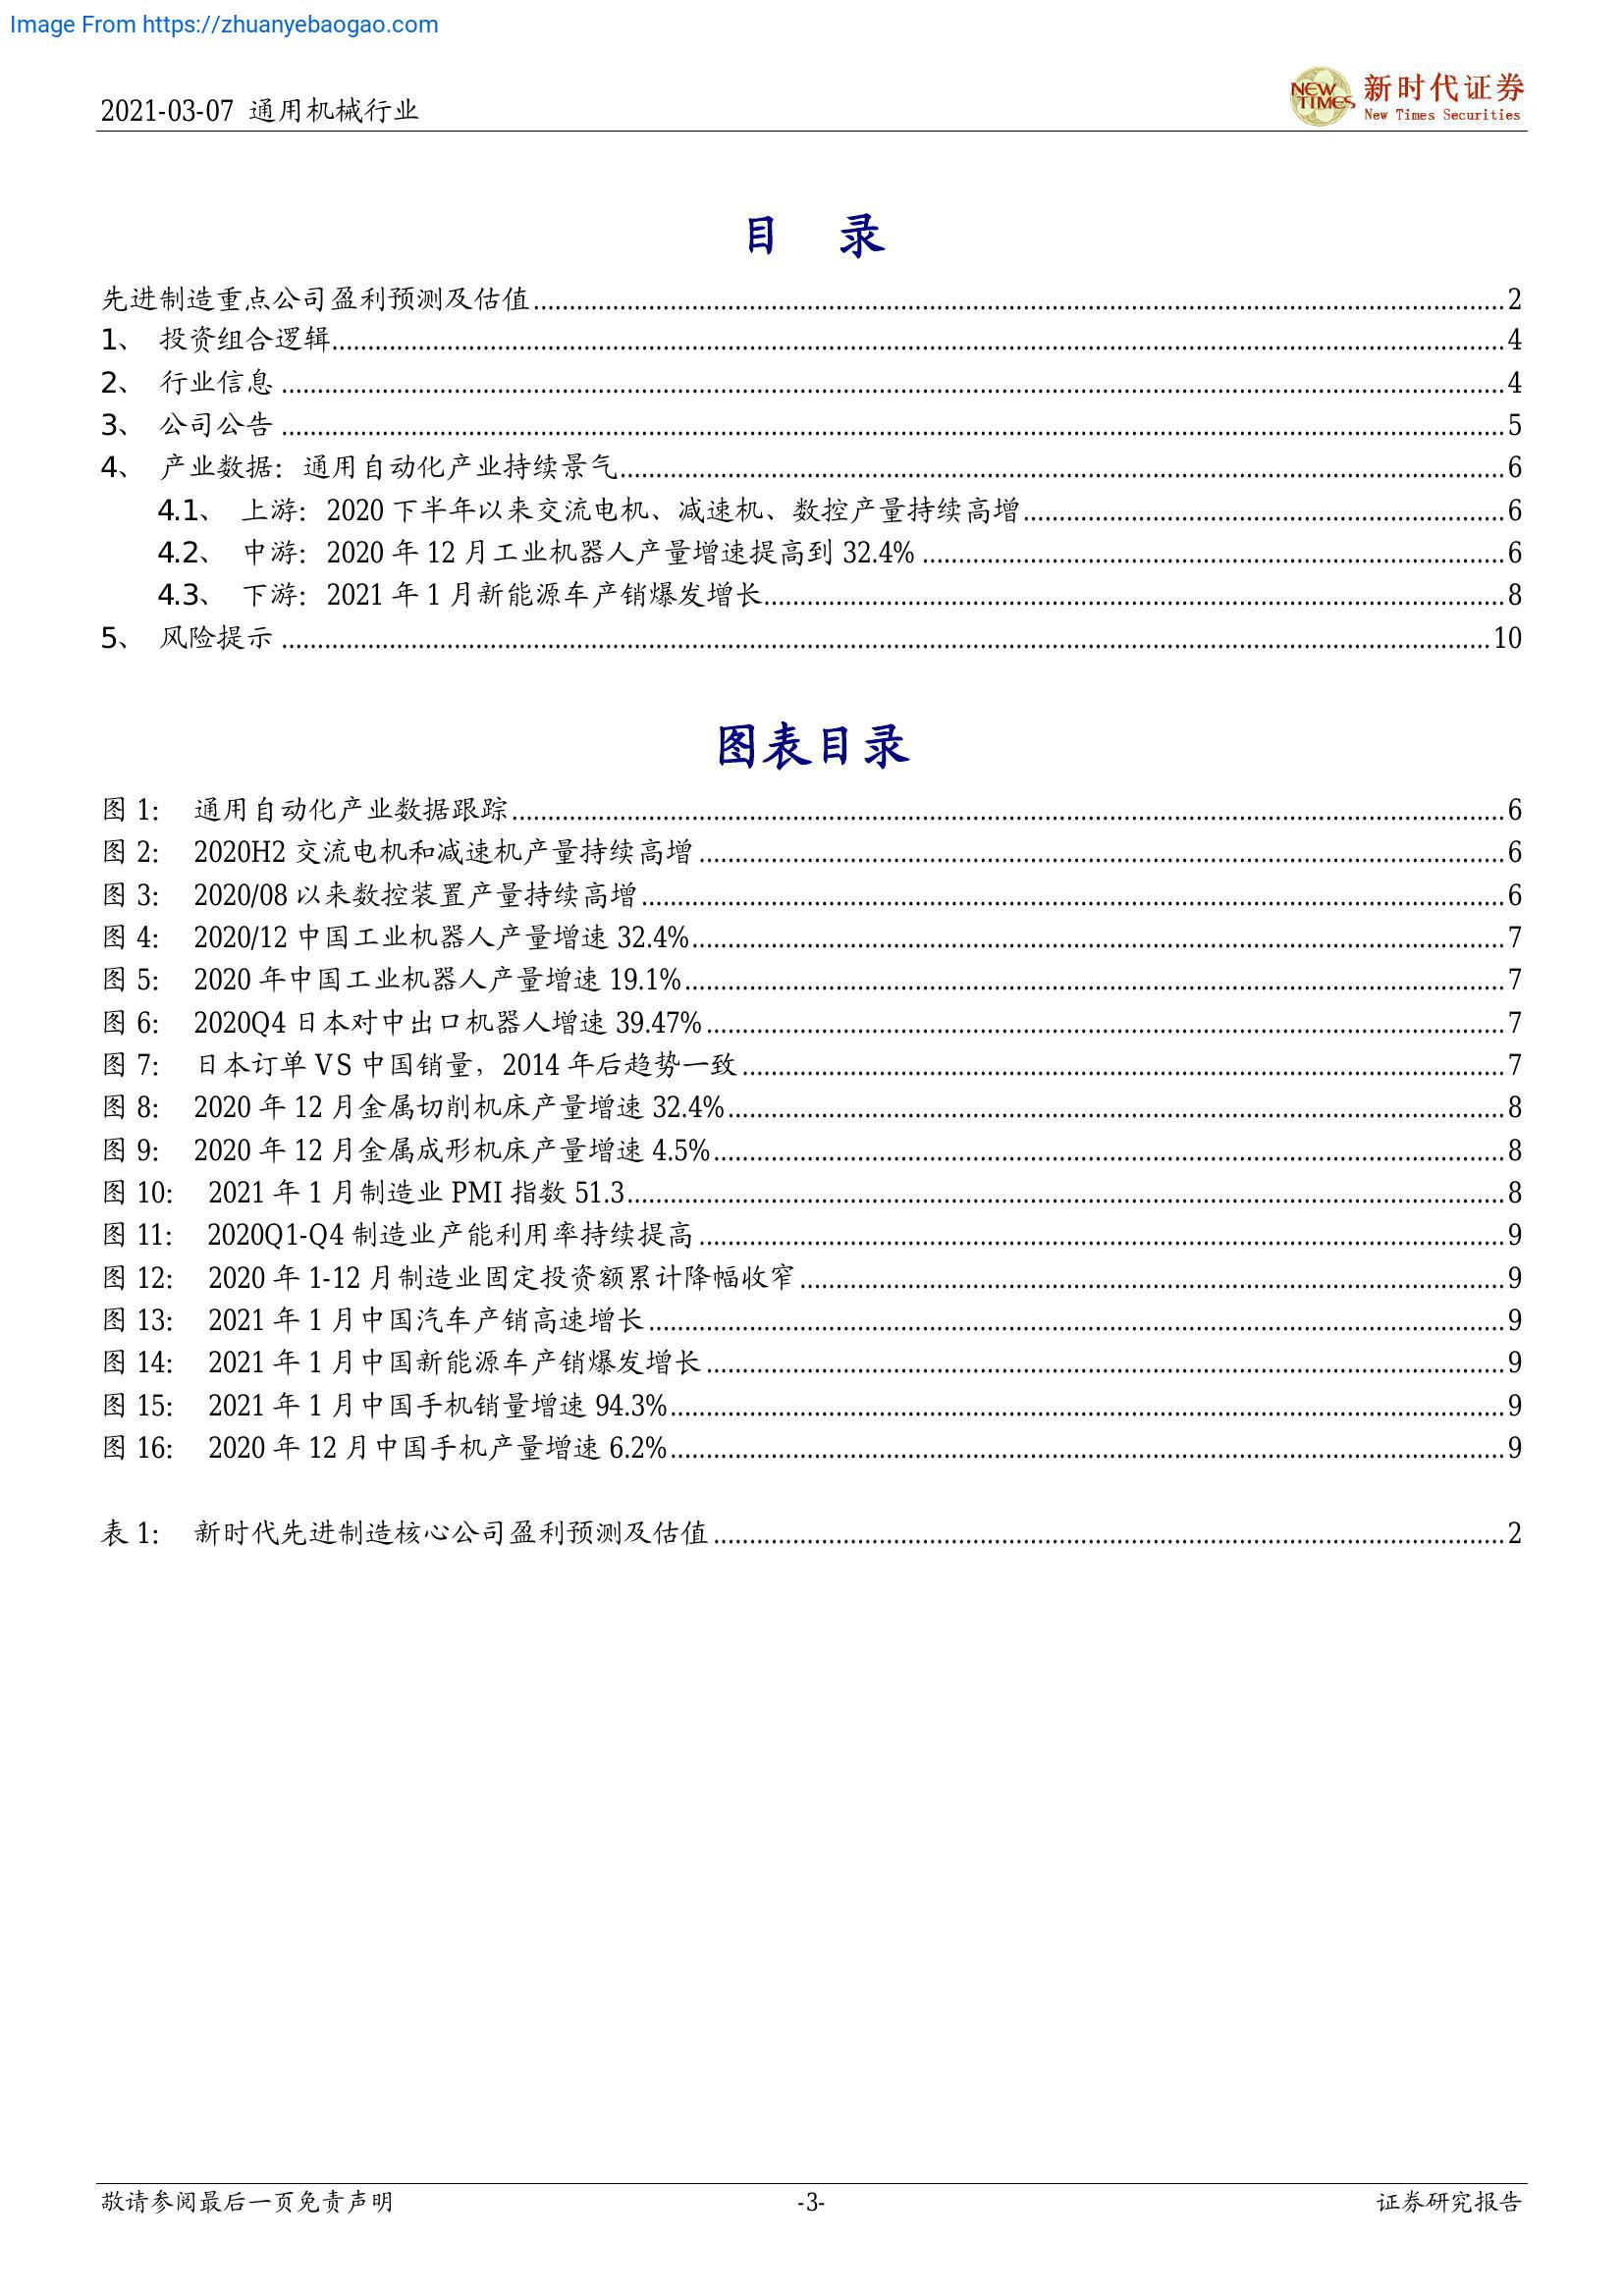 Image From https://zhuanyebaogao.com
2021-03-07 通用机械行业
NEW TIMES
新时代证券
New Times Securities
目 录
先进制造重点公司盈利预测及估值 2
1、 投资组合逻辑 4
2、 行业信息 4
3、 公司公告 5
4、 产业数据：通用自动化产业持续景气 6
4.1、 上游：2020 下半年以来交流电机、减速机、数控产量持续高增 6
4.2、 中游：2020 年 12 月工业机器人产量增速提高到 32.4% 6
4.3、 下游：2021 年 1 月新能源车产销爆发增长 8
5、 风险提示 10
图表目录
图 1： 通用自动化产业数据跟踪 6
图 2： 2020H2 交流电机和减速机产量持续高增 6
图 3： 2020/08 以来数控装置产量持续高增 6
图 4： 2020/12 中国工业机器人产量增速 32.4% 7
图 5： 2020 年中国工业机器人产量增速 19.1% 7
图 6： 2020Q4 日本对中出口机器人增速 39.47% 7
图 7： 日本订单 VS 中国销量，2014 年后趋势一致 7
图 8： 2020 年 12 月金属切削机床产量增速 32.4% 8
图 9： 2020 年 12 月金属成形机床产量增速 4.5% 8
图 10： 2021 年 1 月制造业 PMI 指数 51.3 8
图 11： 2020Q1-Q4 制造业产能利用率持续提高 9
图 12： 2020 年 1-12 月制造业固定投资额累计降幅收窄 9
图 13： 2021 年 1 月中国汽车产销高速增长 9
图 14： 2021 年 1 月中国新能源车产销爆发增长 9
图 15： 2021 年 1 月中国手机销量增速 94.3% 9
图 16： 2020 年 12 月中国手机产量增速 6.2% 9
表 1： 新时代先进制造核心公司盈利预测及估值 2
敬请参阅最后一页免责声明 -3- 证券研究报告